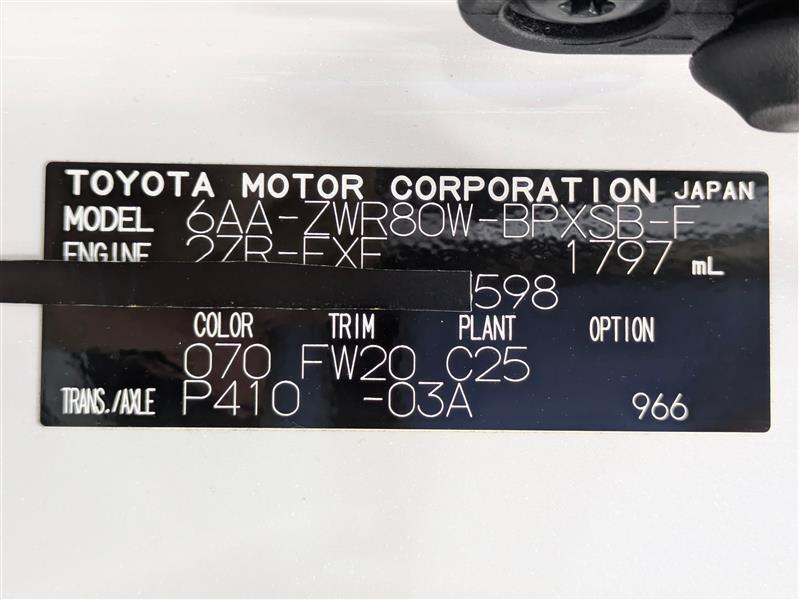 TOYOTA MOTOR CORPORATION JAPAN
MODEL 6AA-ZWR80W-BPXSB-F
ENGINE 2ZR-FXE 1797 mL
598
COLOR TRIM PLANT OPTION
070 FW20 C25
TRANS./AXLE P410 -03A 966